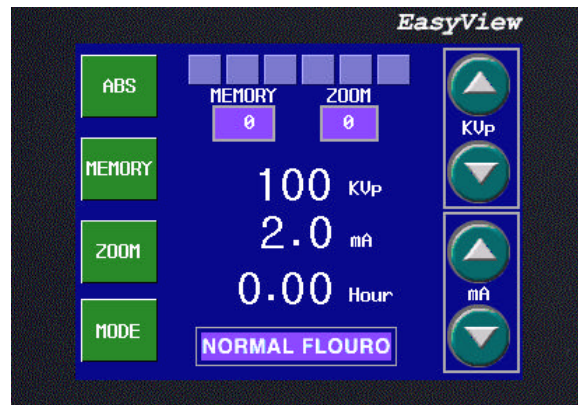 EasyView
ABS
MEMORY
ZOOM
MODE
MEMORY ZOOM
0 0
100 KVp
2.0 mA
0.00 Hour
NORMAL FLOURO
KVp
mA